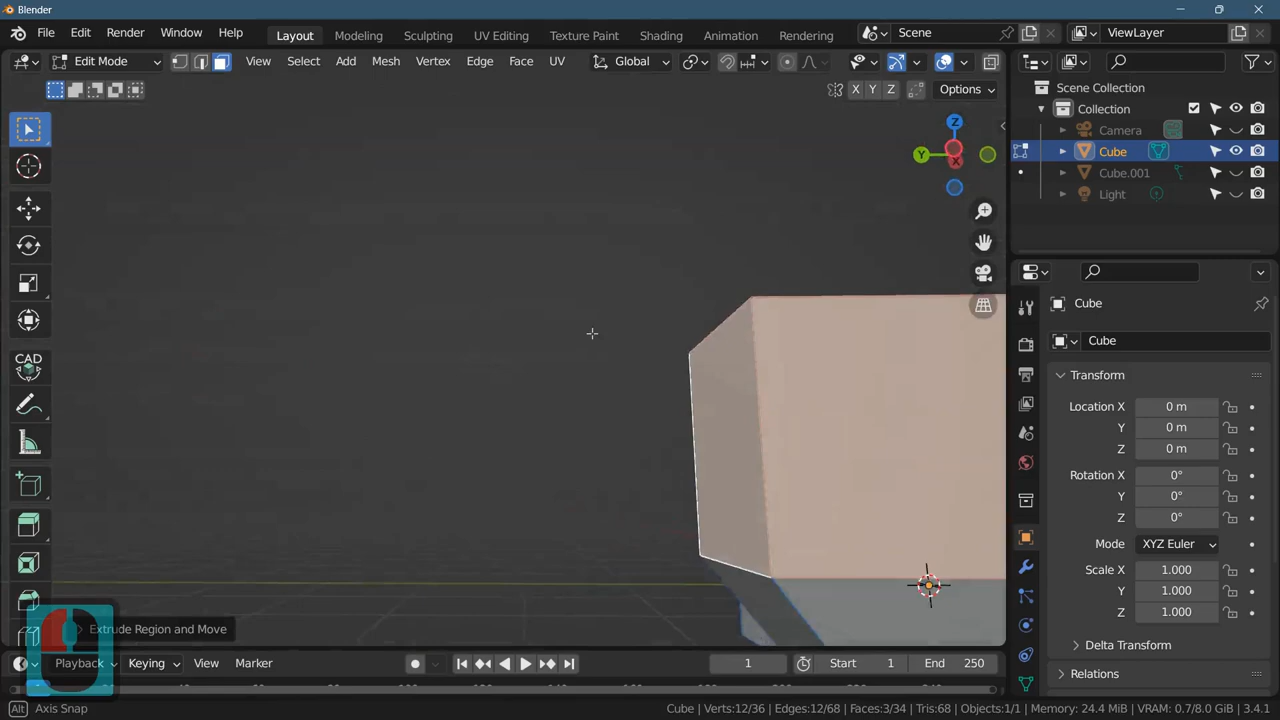 Blender
File Edit Render Window Help Layout Modeling Sculpting UV Editing Texture Paint Shading Animation Rendering Scene ViewLayer
Edit Mode View Select Add Mesh Vertex Edge Face UV Global
X Y Z Options
Scene Collection
Collection
Camera
Cube
Cube.001
Light
Z
Y
X
CAD
Cube
Cube
Transform
Location X 0 m
Y 0 m
Z 0 m
Rotation X 0°
Y 0°
Z 0°
Mode XYZ Euler
Scale X 1.000
Y 1.000
Z 1.000
Delta Transform
Relations
Extrude Region and Move
Playback Keying View Marker 1 Start 1 End 250
Alt Axis Snap Cube | Verts:12/36 | Edges:12/68 | Faces:3/34 | Tris:68 | Objects:1/1 | Memory: 24.4 MiB | VRAM: 0.7/8.0 GiB | 3.4.1